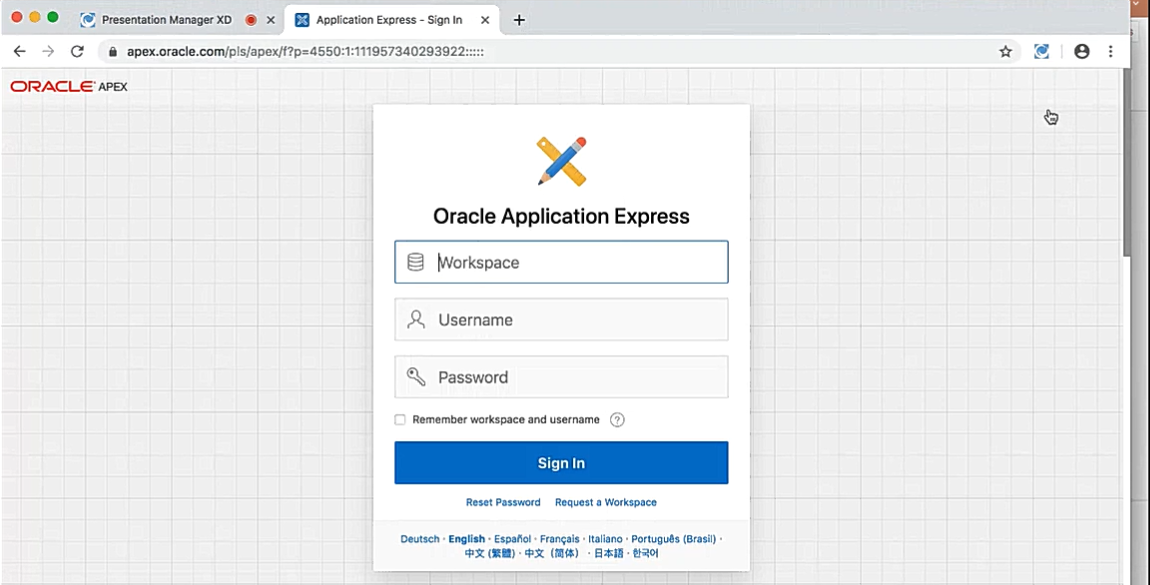 Presentation Manager XD
Application Express - Sign In
apex.oracle.com/pls/apex/f?p=4550:1:111957340293922:::::
ORACLE APEX
Oracle Application Express
Workspace
Username
Password
Remember workspace and username ?
Sign In
Reset Password Request a Workspace
Deutsch · English · Español · Français · Italiano · Português (Brasil) ·
中文 (繁體) · 中文 (简体) · 日本語 · 한국어